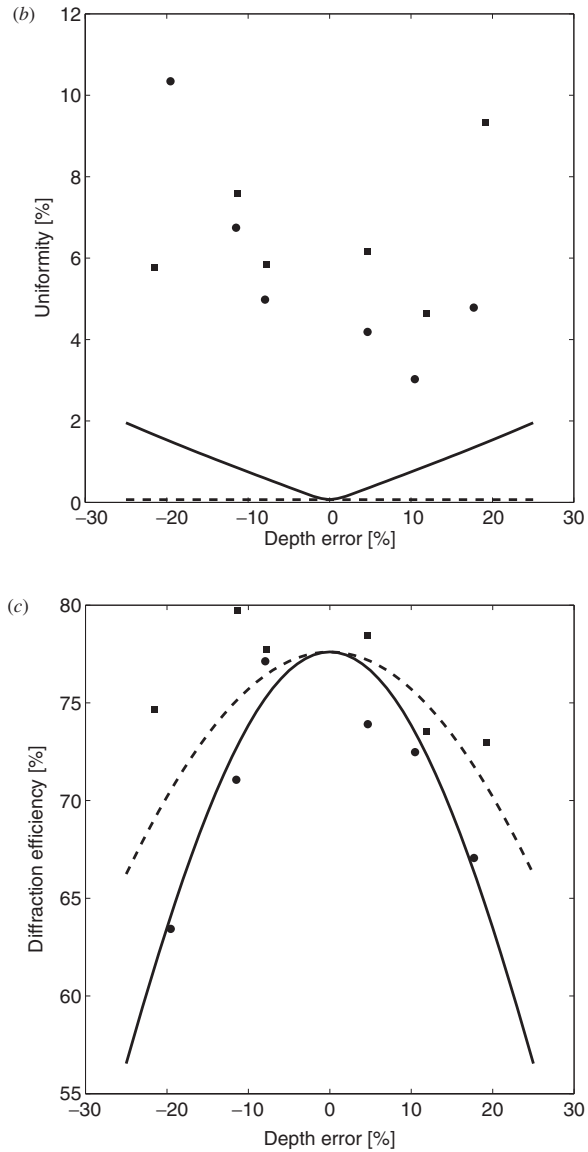 (b)
12
10
8
6
4
2
0
Uniformity [%]
−30 −20 −10 0 10 20 30
Depth error [%]
(c)
80
75
70
65
60
55
Diffraction efficiency [%]
−30 −20 −10 0 10 20 30
Depth error [%]